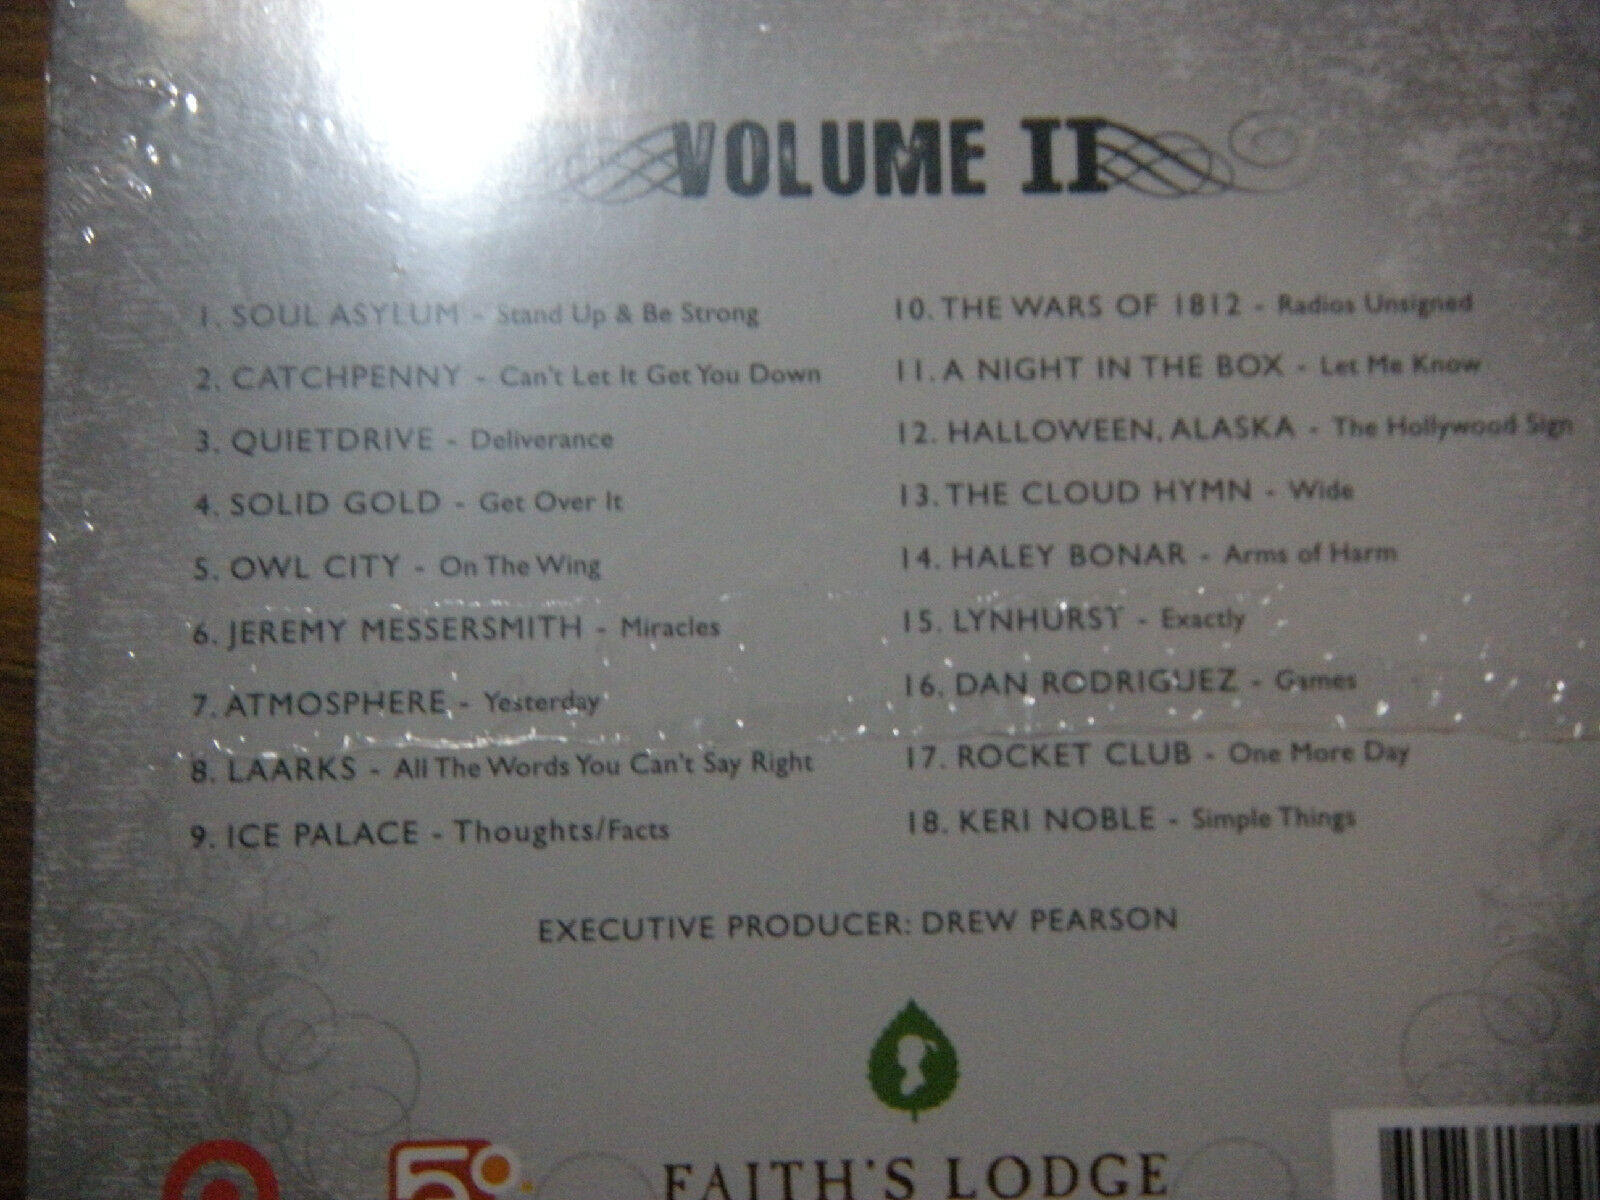 VOLUME II
1. SOUL ASYLUM - Stand Up & Be Strong
2. CATCHPENNY - Can't Let It Get You Down
3. QUIETDRIVE - Deliverance
4. SOLID GOLD - Get Over It
5. OWL CITY - On The Wing
6. JEREMY MESSERSMITH - Miracles
7. ATMOSPHERE - Yesterday
8. LAARKS - All The Words You Can't Say Right
9. ICE PALACE - Thoughts/Facts
10. THE WARS OF 1812 - Radios Unsigned
11. A NIGHT IN THE BOX - Let Me Know
12. HALLOWEEN, ALASKA - The Hollywood Sign
13. THE CLOUD HYMN - Wide
14. HALEY BONAR - Arms of Harm
15. LYNHURST - Exactly
16. DAN RODRIGUEZ - Games
17. ROCKET CLUB - One More Day
18. KERI NOBLE - Simple Things
EXECUTIVE PRODUCER: DREW PEARSON
5
FAITH'S LODGE